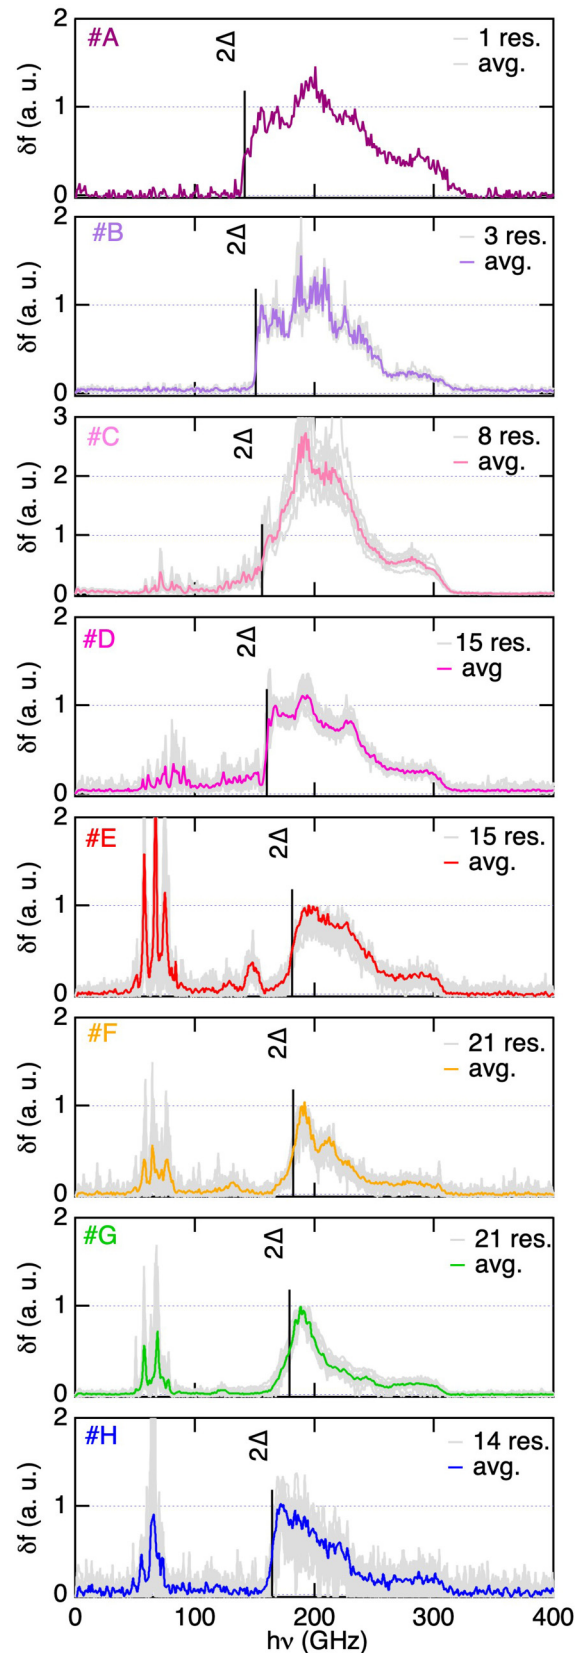 #A
2Δ
1 res.
avg.
δf (a. u.)
2
1
0
#B
2Δ
3 res.
avg.
δf (a. u.)
2
1
0
#C
2Δ
8 res.
avg.
δf (a. u.)
3
2
1
0
#D
2Δ
15 res.
avg
δf (a. u.)
2
1
0
#E
2Δ
15 res.
avg.
δf (a. u.)
2
1
0
#F
2Δ
21 res.
avg.
δf (a. u.)
2
1
0
#G
2Δ
21 res.
avg.
δf (a. u.)
2
1
0
#H
2Δ
14 res.
avg.
δf (a. u.)
2
1
0
0 100 200 300 400
hν (GHz)